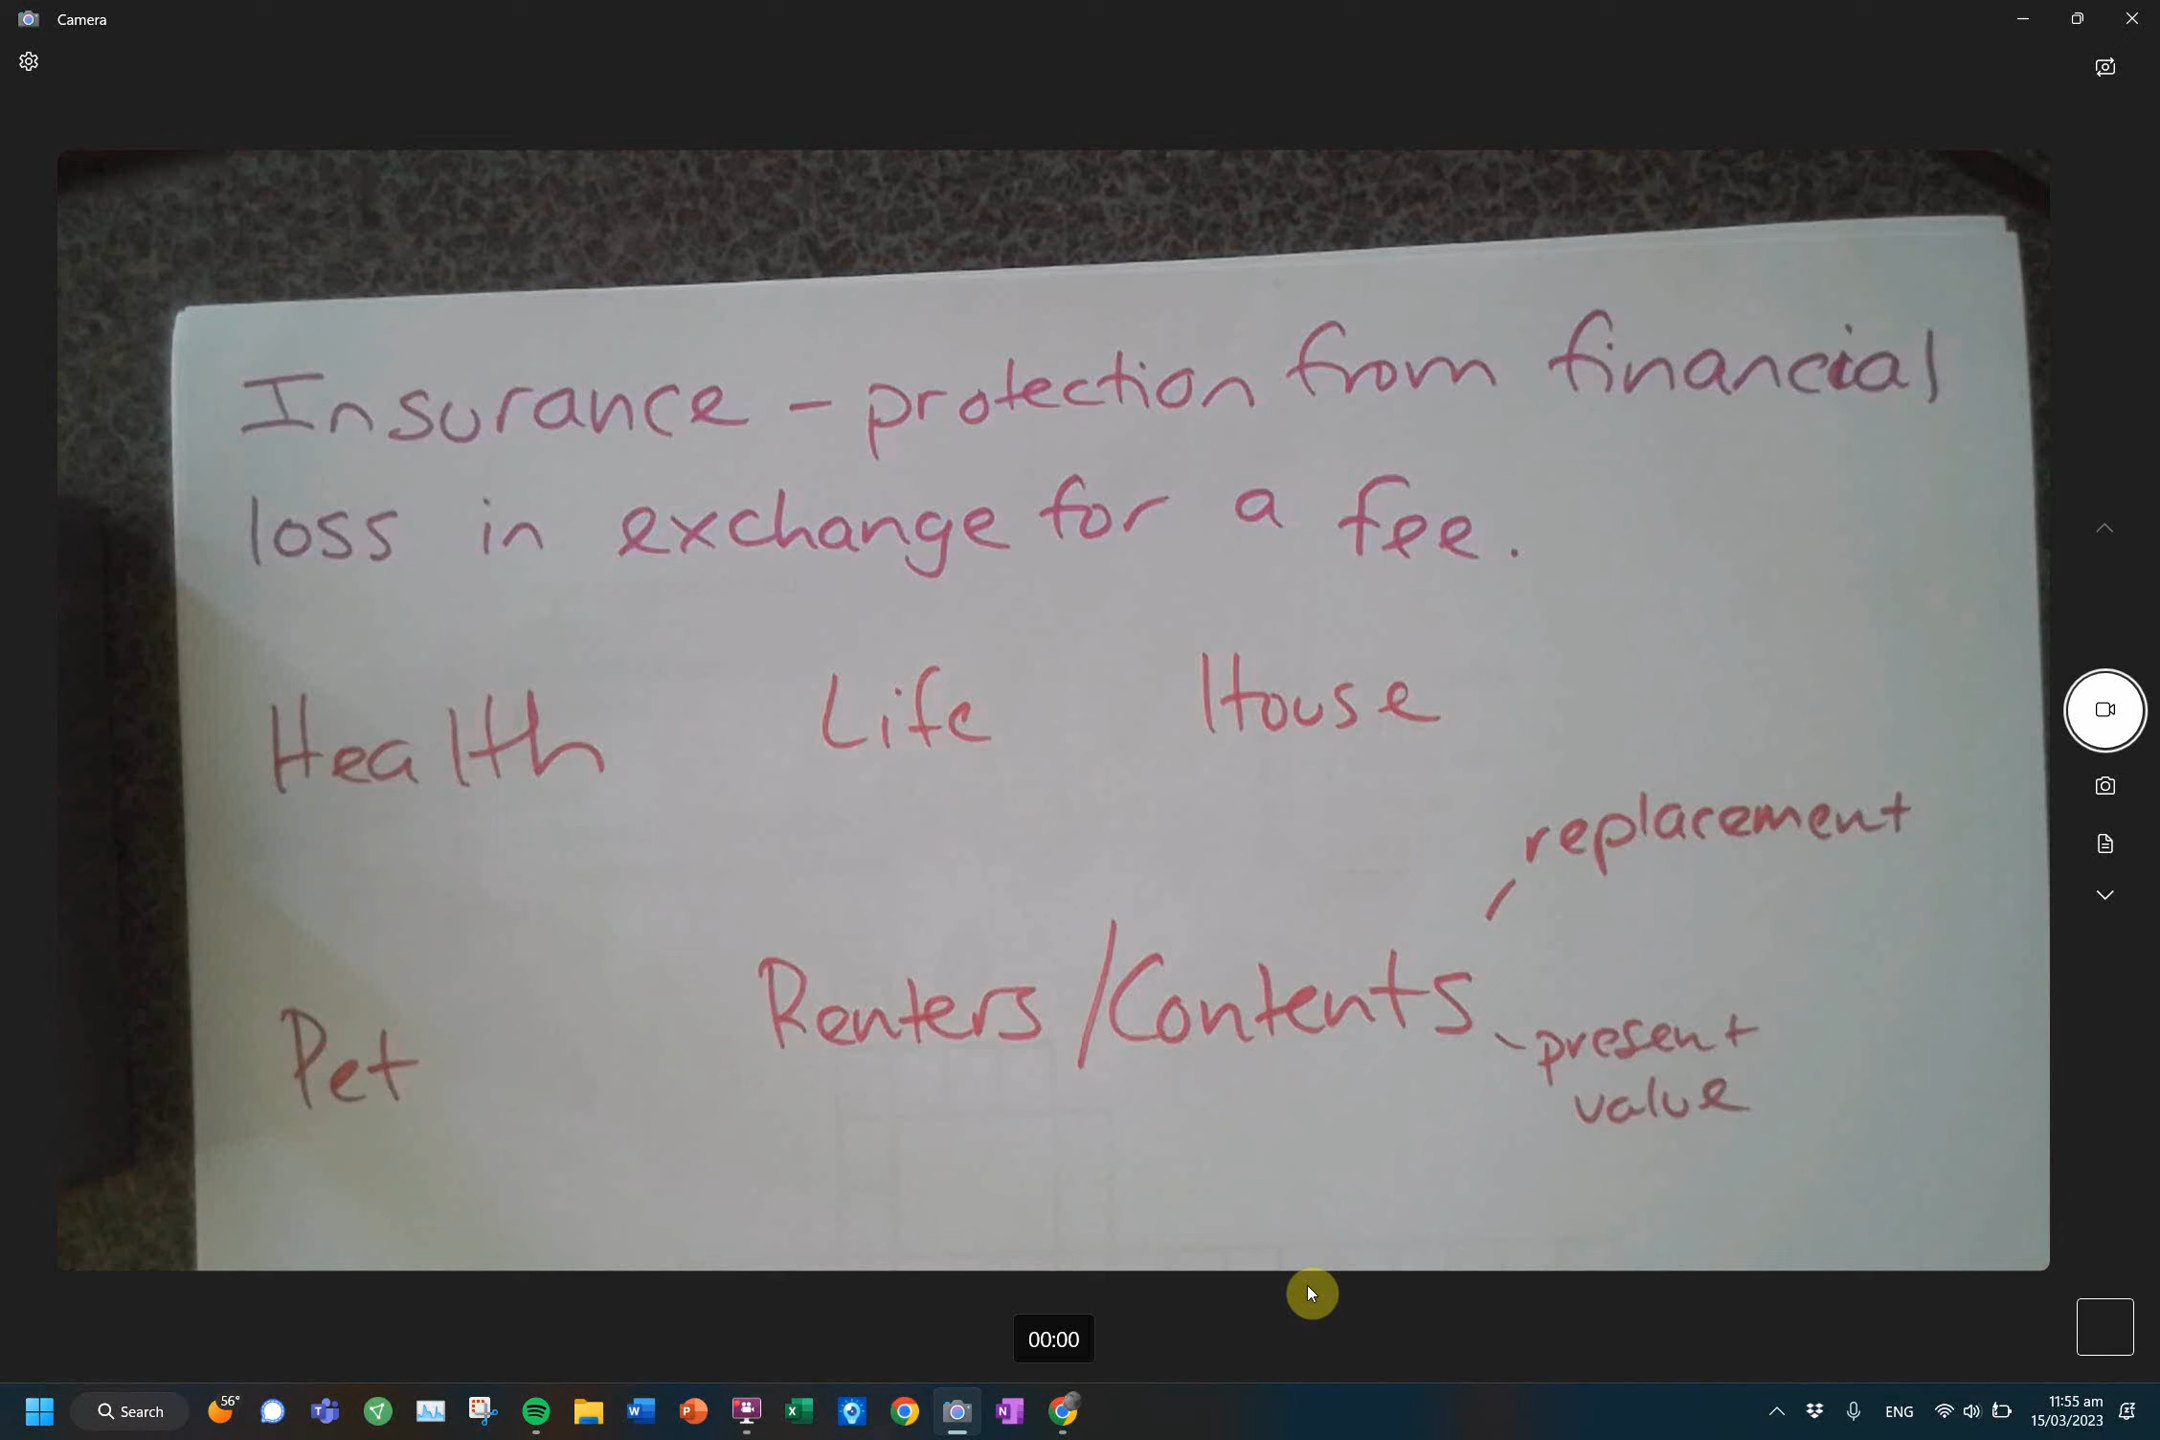 Camera
Insurance - protection from financial
loss in exchange for a fee.
Health Life House
replacement
Pet Renters/Contents
present
value
00:00
Search
56°
ENG
11:55 am
15/03/2023